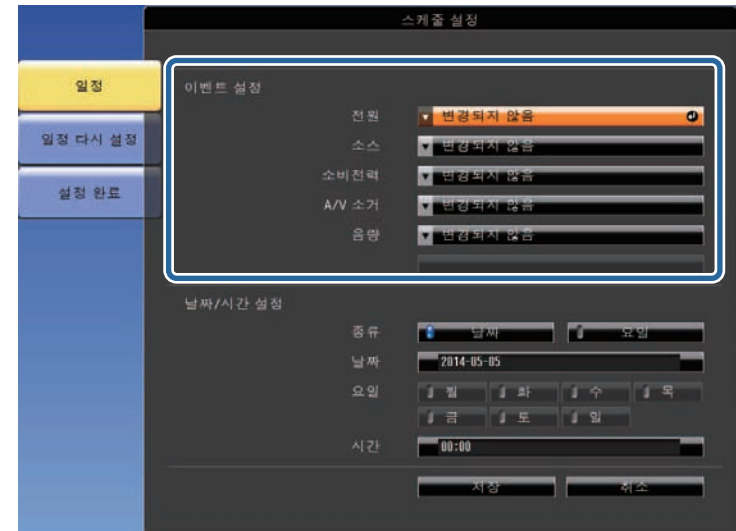 스케줄 설정
일정
일정 다시 설정
설정 완료
이벤트 설정
전원 변경되지 않음
소스 변경되지 않음
소비전력 변경되지 않음
A/V 소거 변경되지 않음
음량 변경되지 않음
날짜/시간 설정
종류 날짜 요일
날짜 2014-05-05
요일 월 화 수 목
금 토 일
시간 00:00
저장 취소